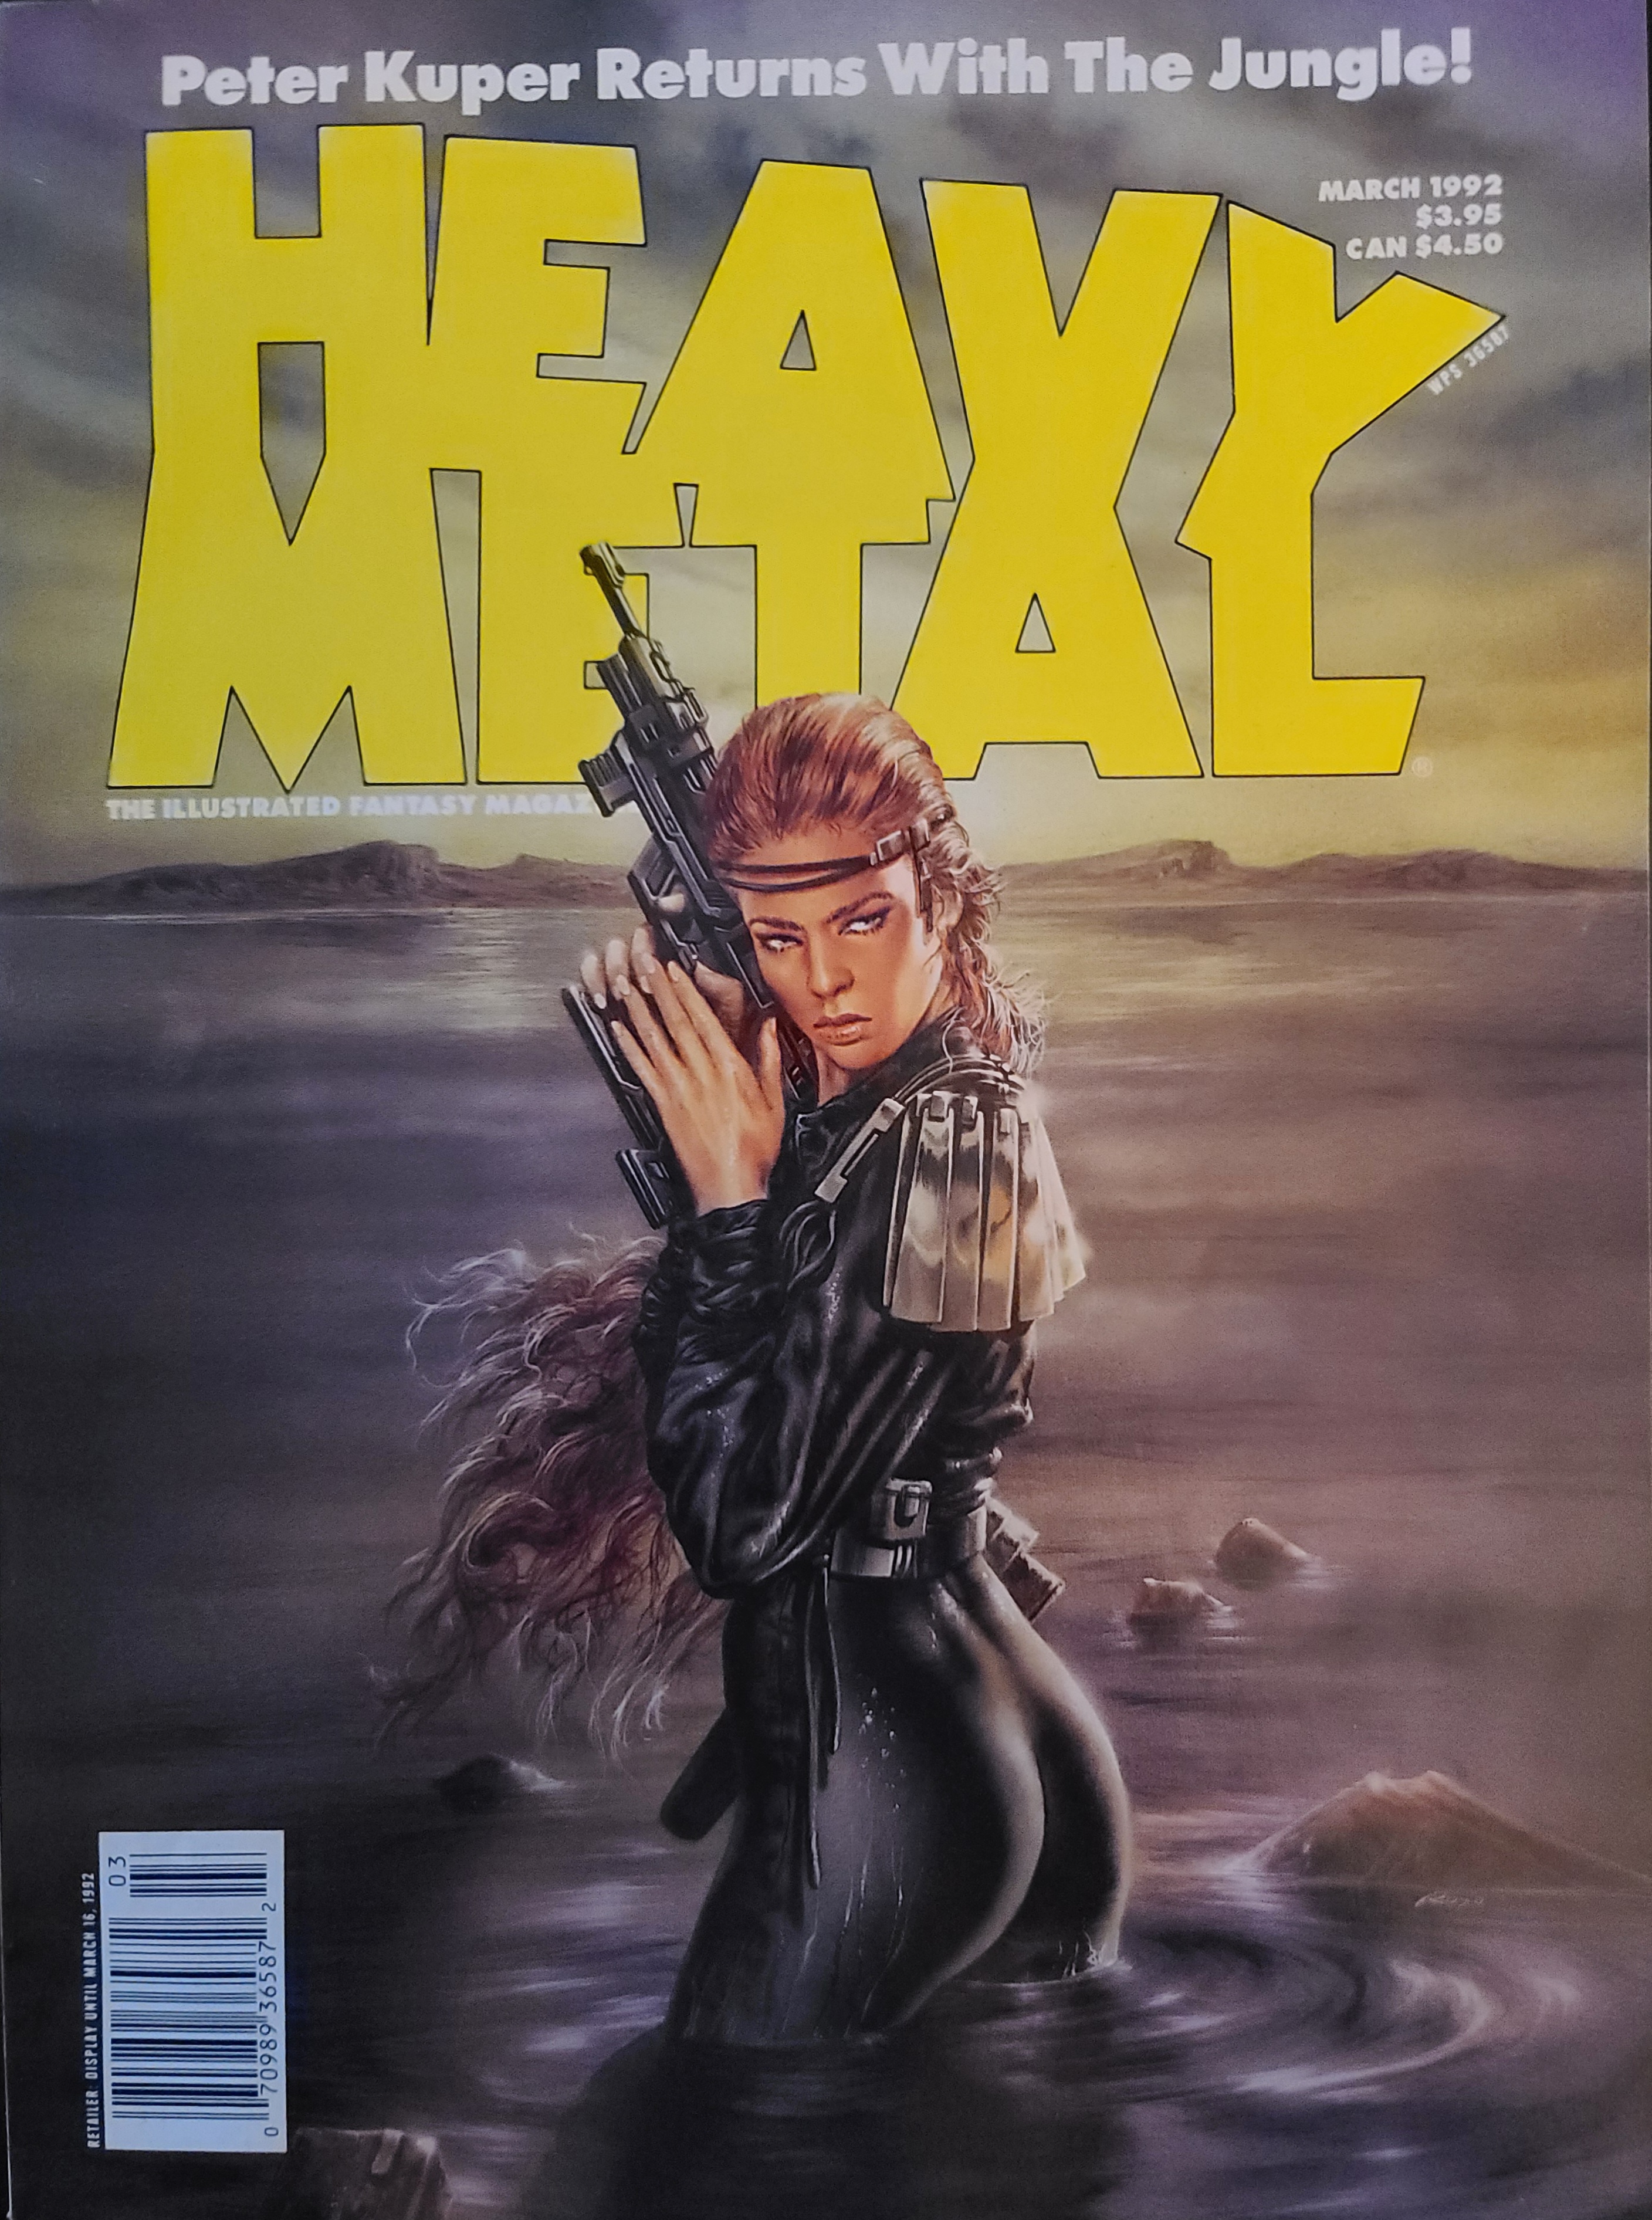 Peter Kuper Returns With The Jungle!
HEAVY
METAL
MARCH 1992
$3.95
CAN $4.50
WPS 36587
THE ILLUSTRATED FANTASY MAGAZ
®
RETAILER: DISPLAY UNTIL MARCH 16, 1992
03
0 70989 36587 2